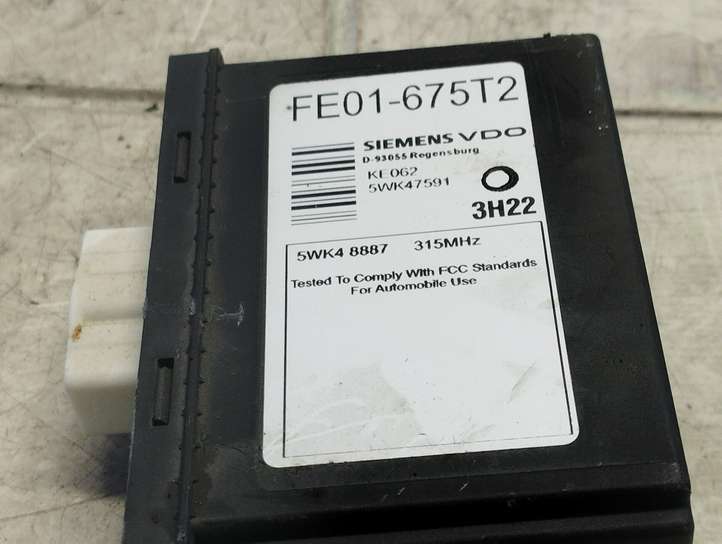 FE01-675T2
SIEMENS VDO
D-93055 Regensburg
KE062
5WK47591
3H22
5WK4 8887 315MHz
Tested To Comply With FCC Standards
For Automobile Use